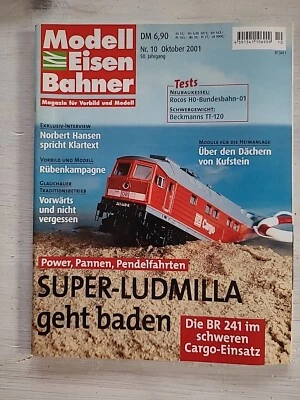 Modell
Eisen
Bahner
Magazin für Vorbild und Modell
DM 6,90
Nr. 10 Oktober 2001
50. Jahrgang
Tests
NEUBAUKESSEL:
Rocos H0-Bundesbahn-01
SCHWERGEWICHT:
Beckmanns TT-120
EXKLUSIV-INTERVIEW
Norbert Hansen
spricht Klartext
VORBILD UND MODELL
Rübenkampagne
GLAUCHAUER
TRADITIONSBETRIEB
Vorwärts
und nicht
vergessen
MODULE FÜR DIE HEIMANLAGE
Über den Dächern
von Kufstein
DB Cargo
Power, Pannen, Pendelfahrten
SUPER-LUDMILLA
geht baden
Die BR 241 im
schweren
Cargo-Einsatz